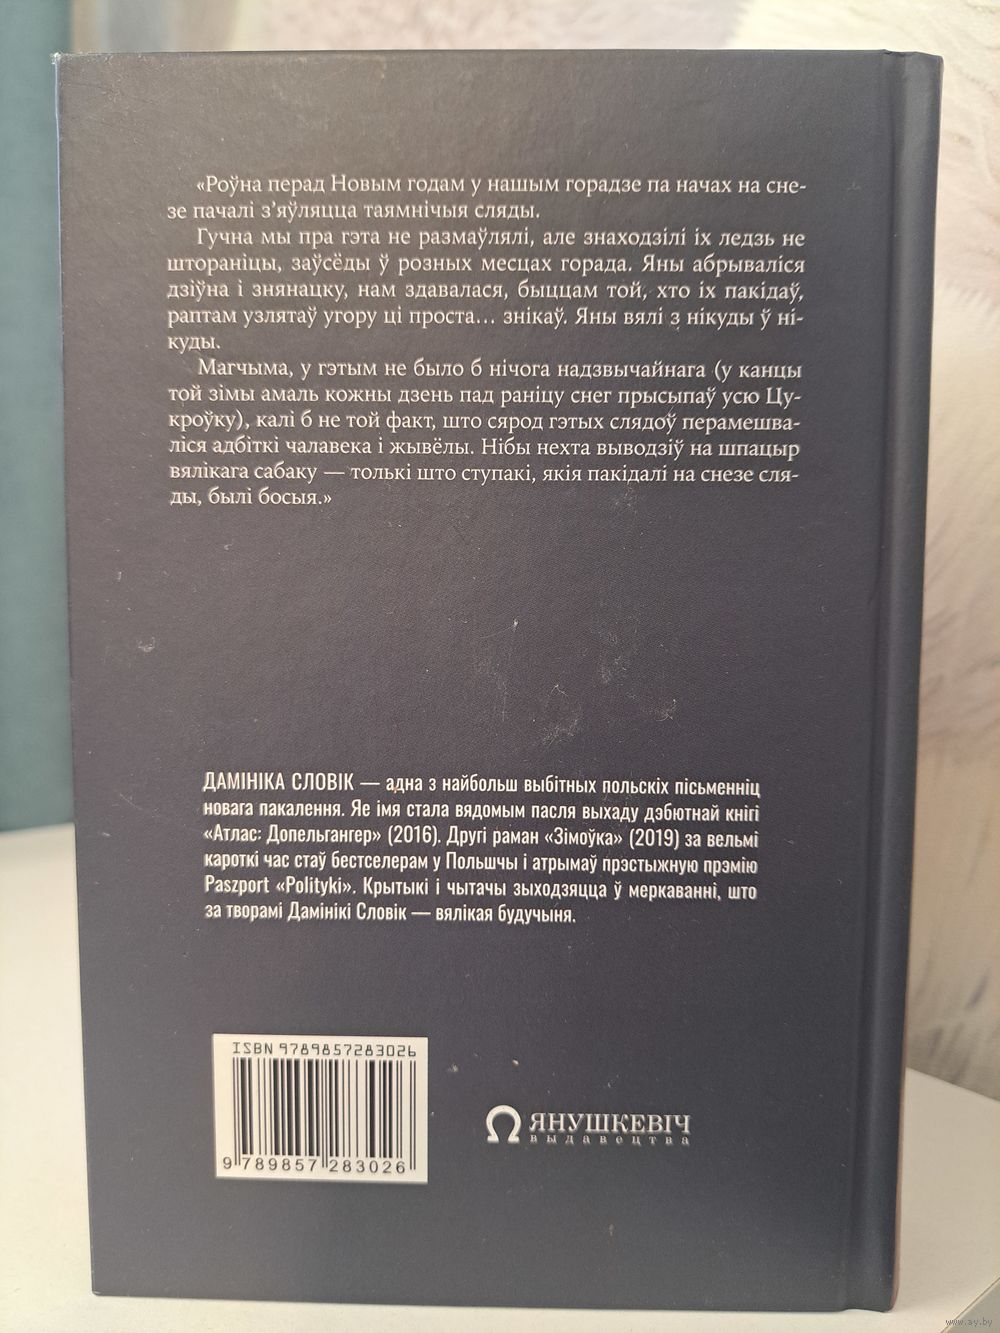 «Роўна перад Новым годам у нашым горадзе па начах на сне-
зе пачалі з’яўляцца таямнічыя сляды.
Гучна мы пра гэта не размаўлялі, але знаходзілі іх ледзь не
штораніцы, заўсёды ў розных месцах горада. Яны абрываліся
дзіўна і знянацку, нам здавалася, быццам той, хто іх пакідаў,
раптам узлятаў угору ці проста… знікаў. Яны вялі з нікуды ў ні-
куды.
Магчыма, у гэтым не было б нічога надзвычайнага (у канцы
той зімы амаль кожны дзень пад раніцу снег прысыпаў усю Цу-
кроўку), калі б не той факт, што сярод гэтых слядоў перамешва-
ліся адбіткі чалавека і жывёлы. Нібы нехта выводзіў на шпацыр
вялікага сабаку — толькі што ступакі, якія пакідалі на снезе сля-
ды, былі босыя.»
ДАМІНІКА СЛОВІК — адна з найбольш выбітных польскіх пісьменніц
новага пакалення. Яе імя стала вядомым пасля выхаду дэбютнай кнігі
«Атлас: Допельгангер» (2016). Другі раман «Зімоўка» (2019) за вельмі
кароткі час стаў бестселерам у Польшчы і атрымаў прэстыжную прэмію
Paszport «Polityki». Крытыкі і чытачы зыходзяцца ў меркаванні, што
за творамі Дамінікі Словік — вялікая будучыня.
ISBN 9789857283026
9 789857 283026
ЯНУШКЕВІЧ
выдавецтва
www.ay.by